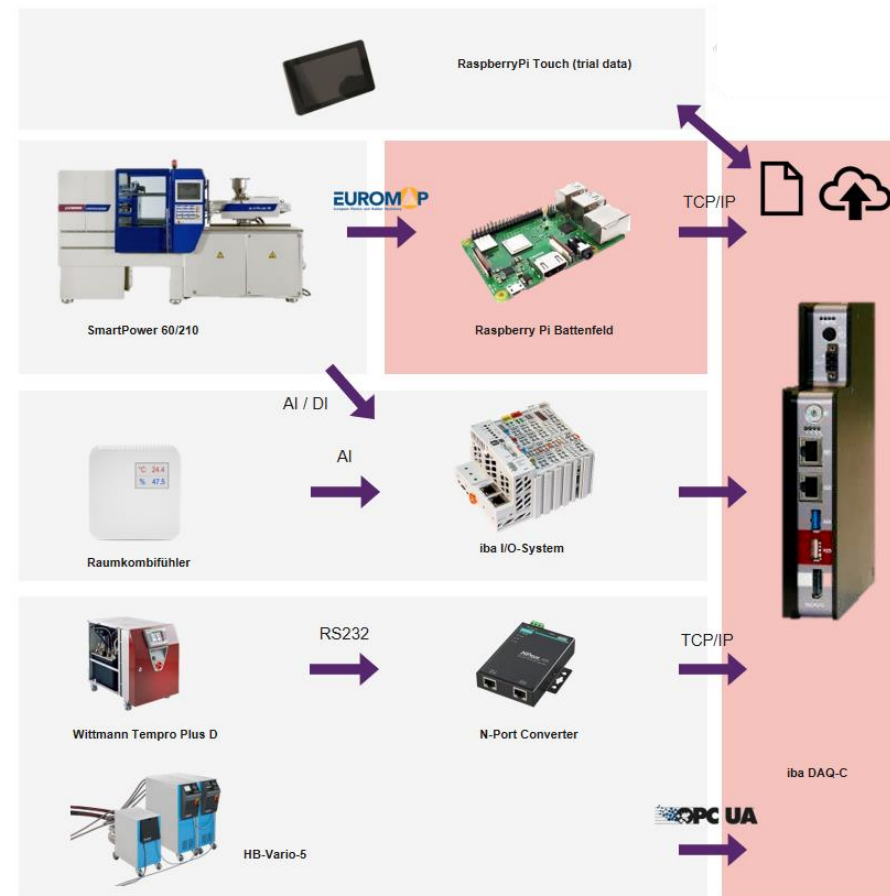 RaspberryPi Touch (trial data)
EUROMAP
TCP/IP
SmartPower 60/210
Raspberry Pi Battenfeld
AI / DI
AI
°C 24.4
% 47.5
Raumkombifühler
iba I/O-System
RS232
TCP/IP
Wittmann Tempro Plus D
N-Port Converter
iba DAQ-C
OPC UA
HB-Vario-5